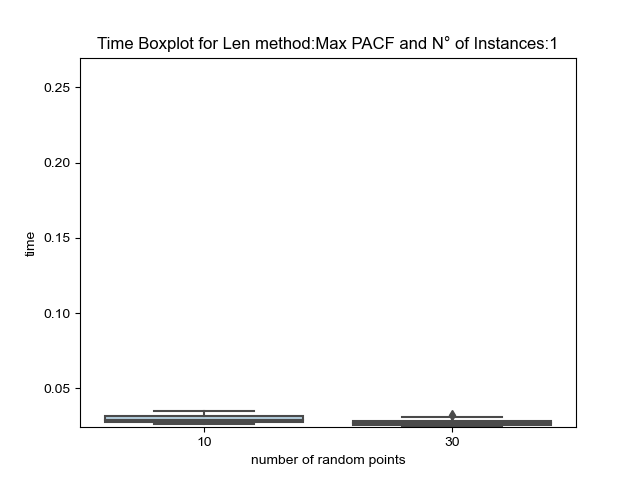 Time Boxplot for Len method:Max PACF and N° of Instances:1
0.25
0.20
0.15
0.10
0.05
time
10
30
number of random points